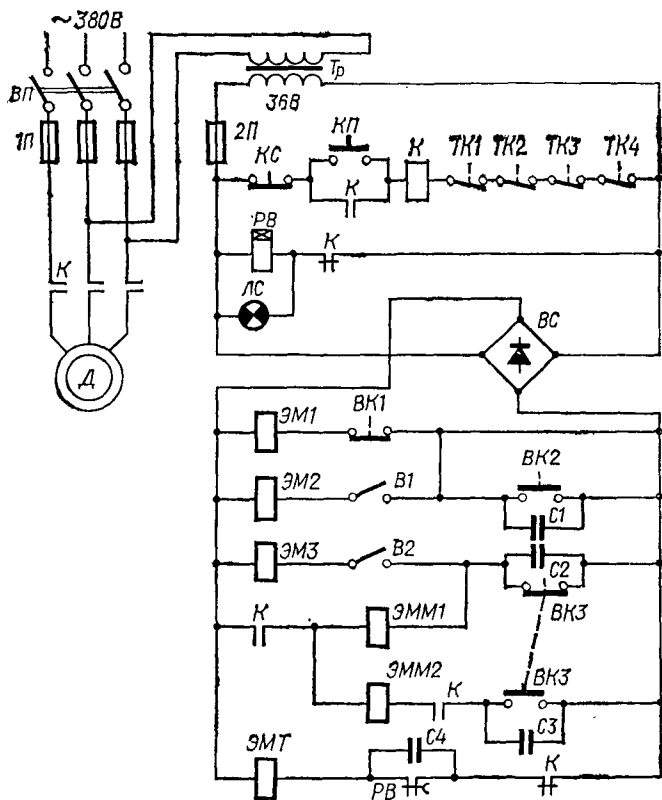 ~380В
ВП
1П
К
Д
Тр
36В
2П
КС
КП
К
К
ТК1 ТК2 ТК3 ТК4
РВ
К
ЛС
ВС
ЭМ1
ВК1
ЭМ2
В1
ВК2
С1
ЭМ3
В2
С2
ВК3
К
ЭММ1
ЭММ2
К
ВК3
С3
ЭМТ
С4
РВ
К